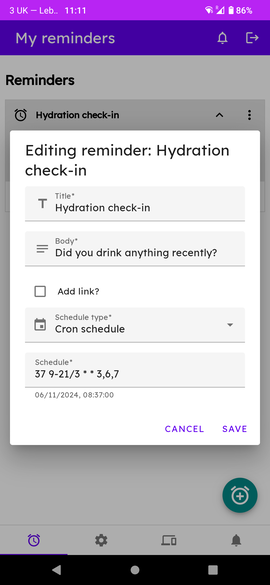 3 UK — Leb.. 11:11 86%
My reminders
Reminders
Hydration check-in
Editing reminder: Hydration
check-in
Title*
Hydration check-in
Body*
Did you drink anything recently?
Add link?
Schedule type*
Cron schedule
Schedule*
37 9-21/3 * * 3,6,7
06/11/2024, 08:37:00
CANCEL SAVE